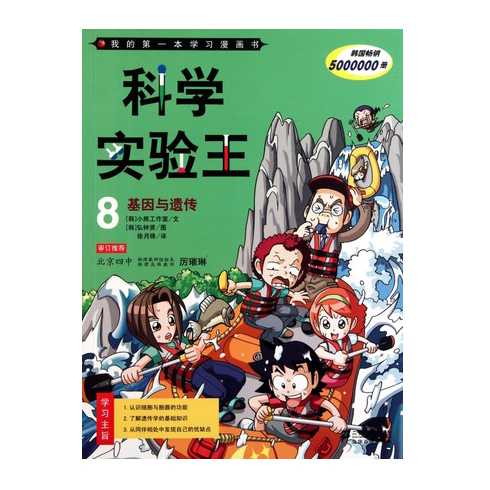 我的第一本学习漫画书
韩国畅销
5000000册
科学
实验王
8 基因与遗传
[韩]小熊工作室/文
[韩]弘钟贤/图
徐月珠/译
审订推荐
北京四中
厉璀琳
学习主旨
1. 认识细胞与胞器的功能
2. 了解遗传学的基础知识
3. 从同伴相处中发现自己的优缺点